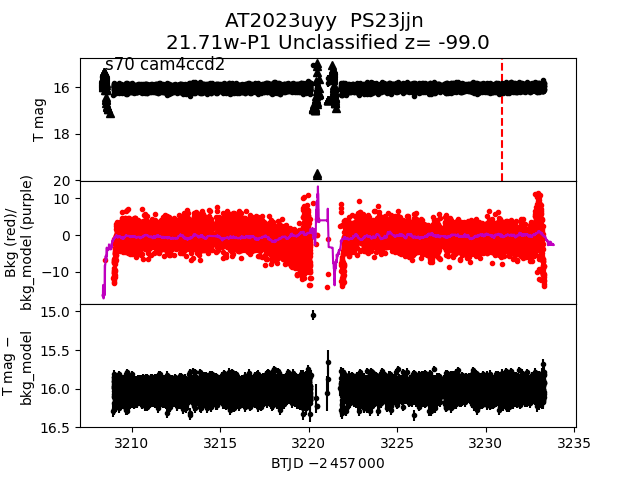 AT2023uyy  PS23jjn
21.71w-P1 Unclassified z= -99.0
s70 cam4ccd2
T mag
16
18
20
Bkg (red)/
bkg_model (purple)
10
0
−10
T mag −
bkg_model
15.0
15.5
16.0
16.5
3210
3215
3220
3225
3230
3235
BTJD −2 457 000